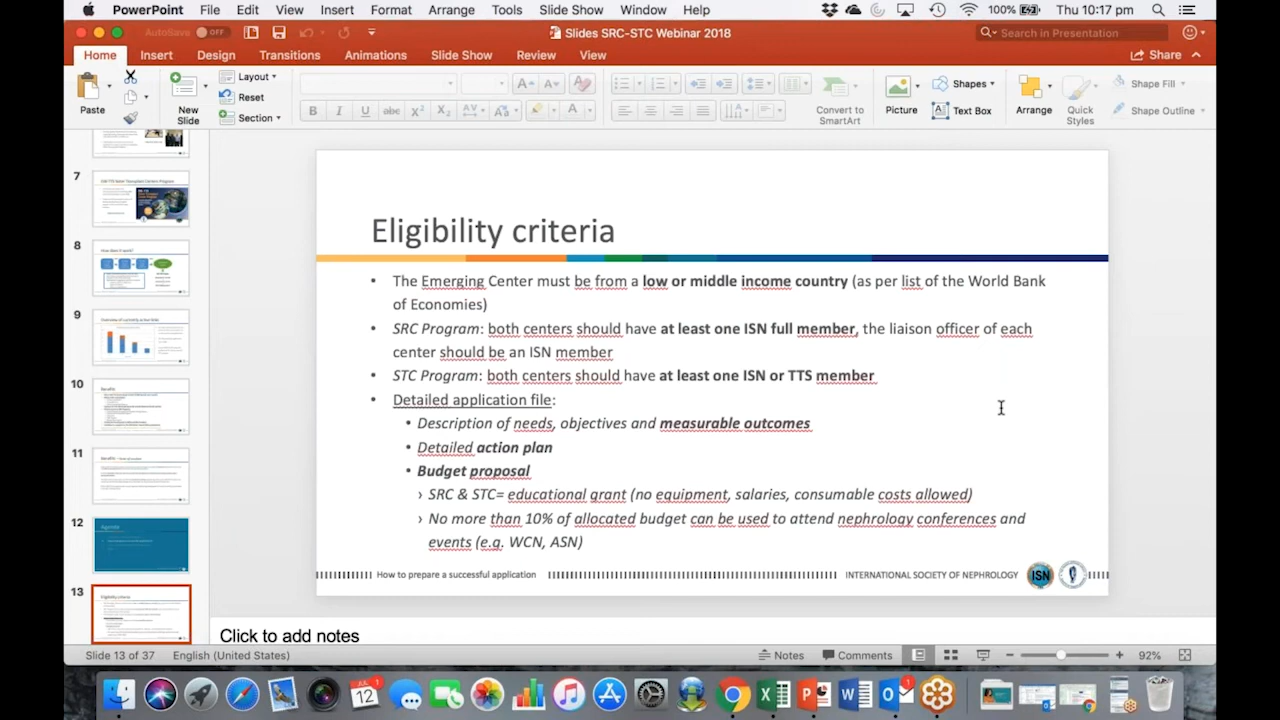 PowerPoint File Edit View Insert Format Arrange Tools Slide Show Window Help 100% Thu 10:17 pm
AutoSave OFF Slides SRC-STC Webinar 2018 Search in Presentation
Home Insert Design Transitions Animations Slide Show Review View Share
Paste New Slide Layout Reset Section Convert to SmartArt Picture Shapes Text Box Arrange Quick Styles Shape Fill Shape Outline
7
8
9
10
11
12
Agenda
13
Eligibility criteria
Eligibility criteria
• The Emerging Center must be from a low or middle income country (as per list of the World Bank
of Economies)
• SRC Program: both centers should have at least one ISN full member, the liaison officer of each
center should be an ISN member
• STC Program: both centers should have at least one ISN or TTS member
• Detailed application file
• Description of needs, objectives and measurable outcomes
• Detailed action plan
• Budget proposal
› SRC & STC= educational grant (no equipment, salaries, consumable costs allowed)
› No more than 10% of allocated budget can be used to attend nephrology conferences and
events (e.g. WCN, ASN)
How to prepare a successful application INTERNATIONAL SOCIETY OF NEPHROLOGY ISN
Click to add notes
Slide 13 of 37 English (United States) Notes Comments 92%
JUL 12